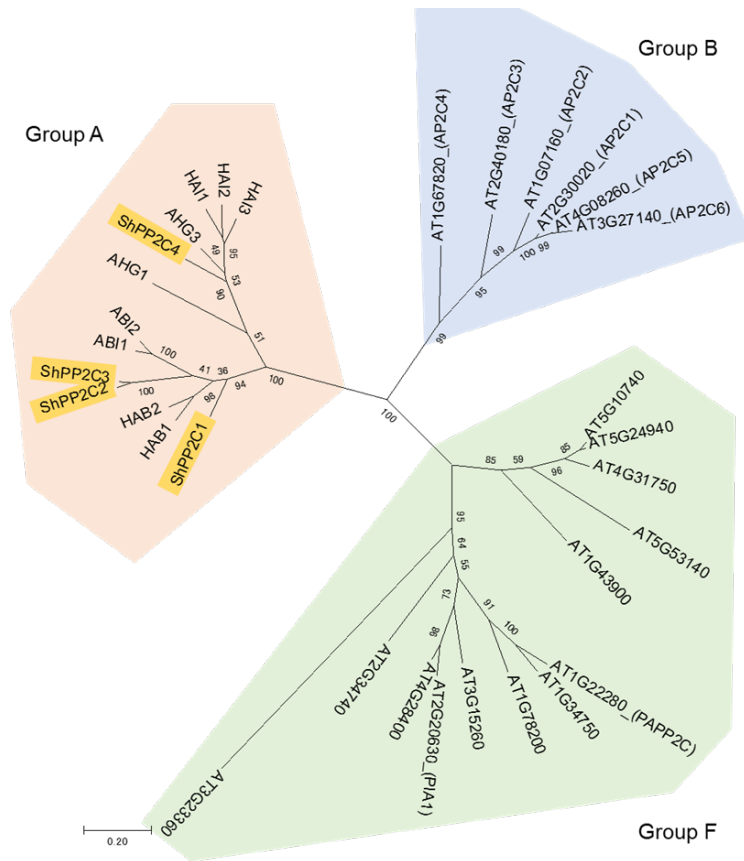 Group B
AT1G67820_(AP2C4)
AT2G40180_(AP2C3)
AT1G07160_(AP2C2)
AT2G30020_(AP2C1)
AT4G08260_(AP2C5)
AT3G27140_(AP2C6)
99
95
99
100
99
Group A
HAI1
HAI2
HAI3
AHG3
ShPP2C4
AHG1
49
95
53
90
51
ABI2
ABI1
100
ShPP2C3
ShPP2C2
100
41
36
94
98
HAB2
HAB1
ShPP2C1
100
100
AT5G10740
AT5G24940
AT4G31750
AT5G53140
AT1G43900
85
59
85
96
95
64
55
73
98
91
100
AT1G22280_(PAPP2C)
AT1G34750
AT1G78200
AT3G15260
AT2G20630_(PIA1)
AT4G28400
AT2G34740
AT3G23360
0.20
Group F